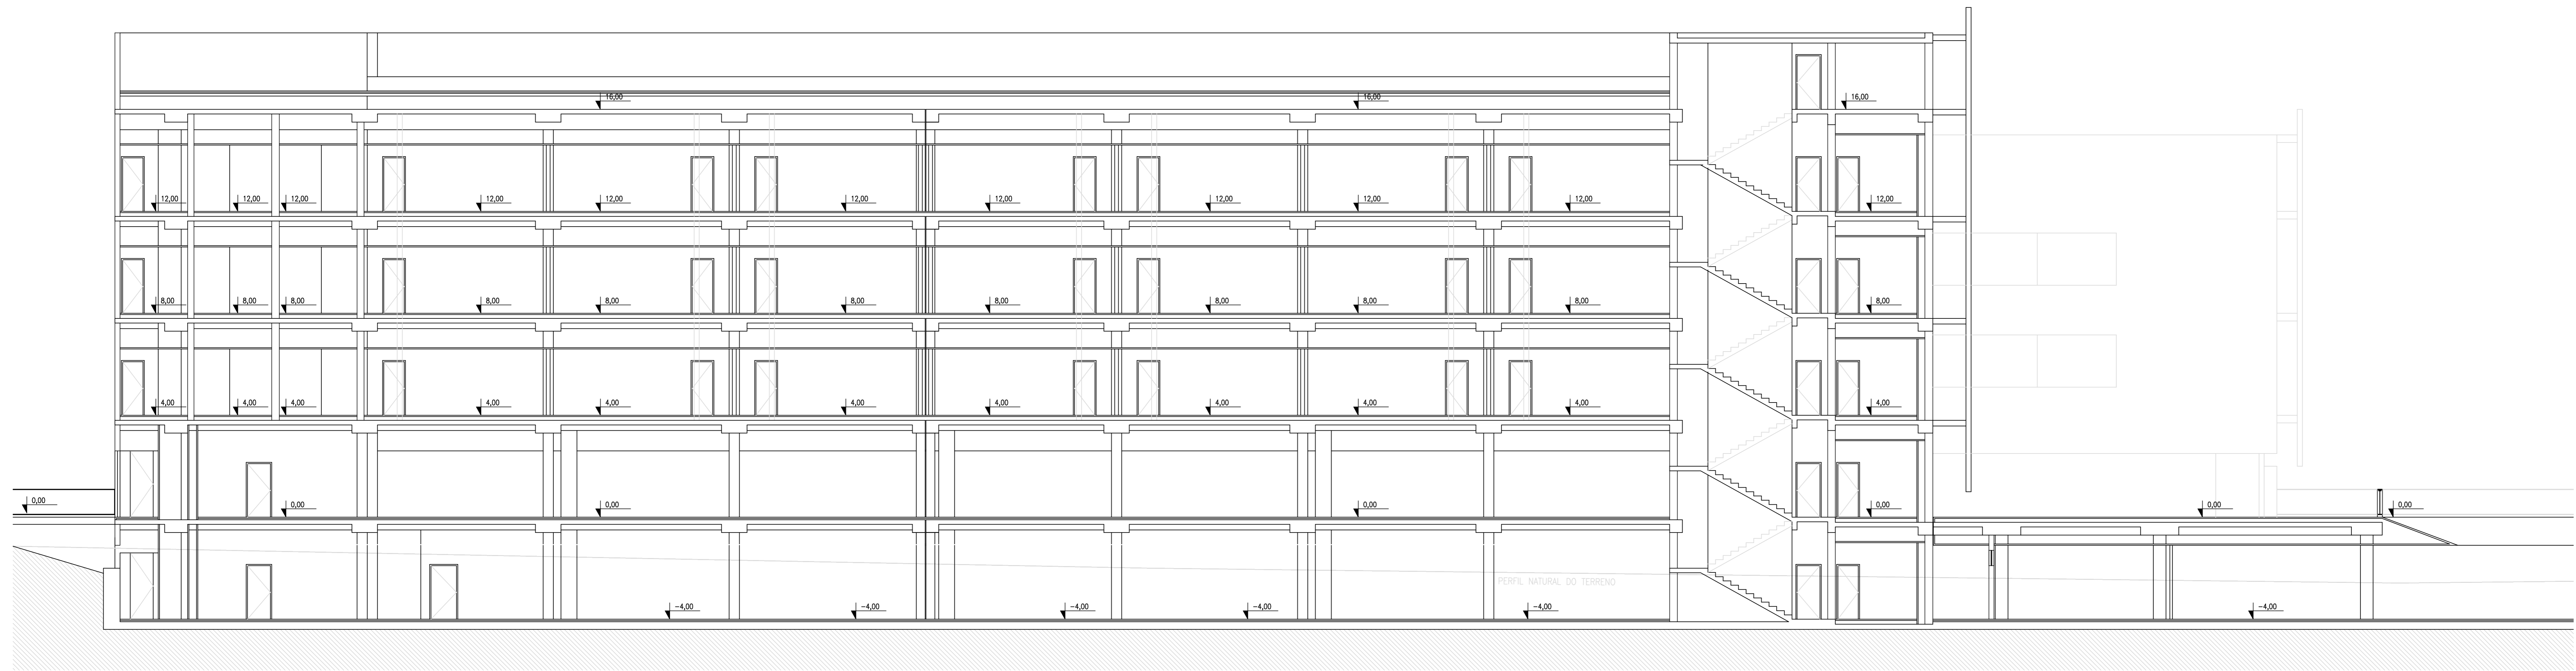 16,00 16,00 16,00
12,00 12,00 12,00 12,00 12,00 12,00 12,00 12,00 12,00 12,00 12,00
8,00 8,00 8,00 8,00 8,00 8,00 8,00 8,00 8,00 8,00 8,00
4,00 4,00 4,00 4,00 4,00 4,00 4,00 4,00 4,00 4,00 4,00
0,00 0,00 0,00 0,00 0,00 0,00 0,00
PERFIL NATURAL DO TERRENO
-4,00 -4,00 -4,00 -4,00 -4,00 -4,00